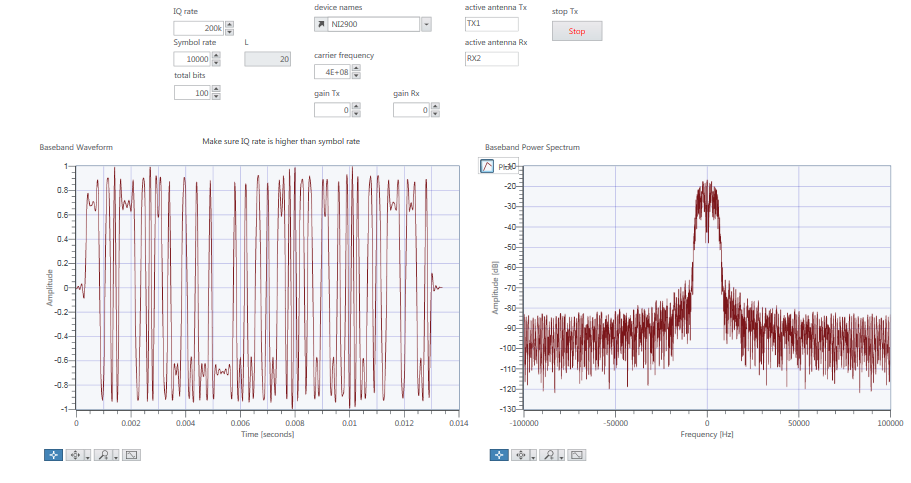 IQ rate
device names
active antenna Tx
stop Tx
200k
NI2900
TX1
Stop
Symbol rate
L
active antenna Rx
10000
20
carrier frequency
RX2
total bits
4E+08
100
gain Tx
gain Rx
0
0
Make sure IQ rate is higher than symbol rate
Baseband Waveform
Baseband Power Spectrum
1
0.8
0.6
0.4
0.2
0
-0.2
-0.4
-0.6
-0.8
-1
Amplitude
0
0.002
0.004
0.006
0.008
0.01
0.012
0.014
Time [seconds]
-10
-20
-30
-40
-50
-60
-70
-80
-90
-100
-110
-120
-130
Amplitude [dB]
-100000
-50000
0
50000
100000
Frequency [Hz]